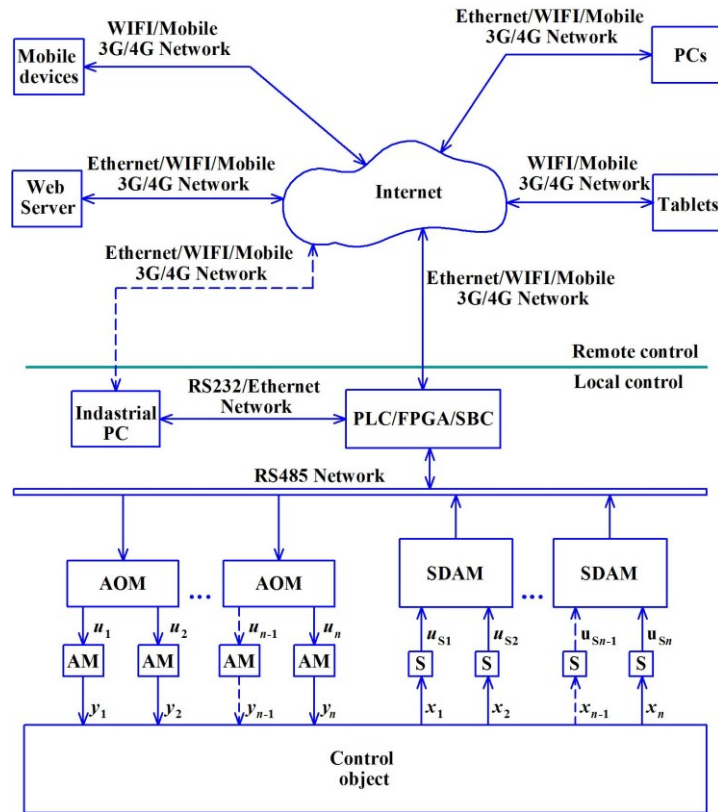 WIFI/Mobile
3G/4G Network
Ethernet/WIFI/Mobile
3G/4G Network
Mobile
devices
PCs
Ethernet/WIFI/Mobile
3G/4G Network
WIFI/Mobile
3G/4G Network
Web
Server
Internet
Tablets
Ethernet/WIFI/Mobile
3G/4G Network
Ethernet/WIFI/Mobile
3G/4G Network
Remote control
Local control
RS232/Ethernet
Network
Indastrial
PC
PLC/FPGA/SBC
RS485 Network
AOM
...
AOM
SDAM
...
SDAM
u1
u2
un-1
un
uS1
uS2
uSn-1
uSn
AM
AM
AM
AM
S
S
S
S
y1
y2
yn-1
yn
x1
x2
xn-1
xn
Control
object